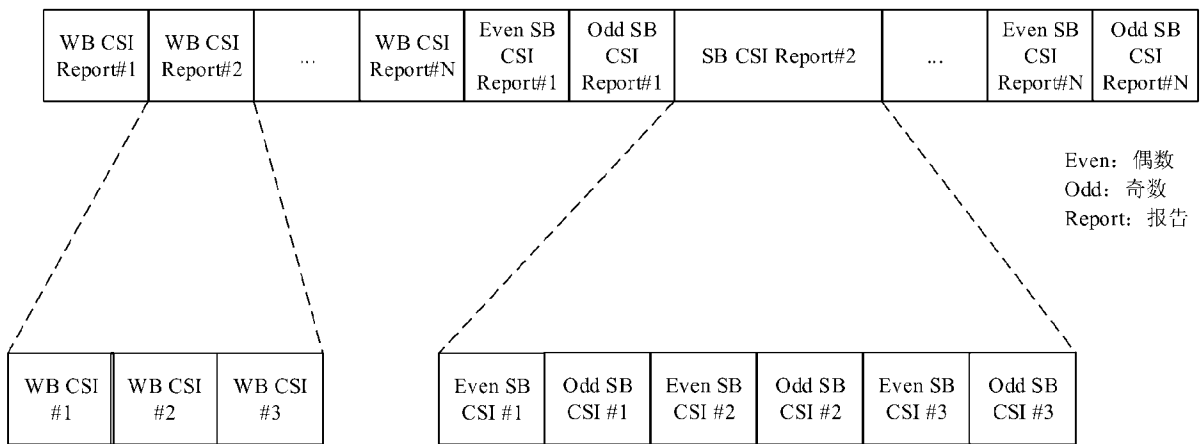 WB CSI
Report#1
WB CSI
Report#2
...
WB CSI
Report#N
Even SB
CSI
Report#1
Odd SB
CSI
Report#1
SB CSI Report#2
...
Even SB
CSI
Report#N
Odd SB
CSI
Report#N
Even：偶数
Odd：奇数
Report：报告
WB CSI
#1
WB CSI
#2
WB CSI
#3
Even SB
CSI #1
Odd SB
CSI #1
Even SB
CSI #2
Odd SB
CSI #2
Even SB
CSI #3
Odd SB
CSI #3